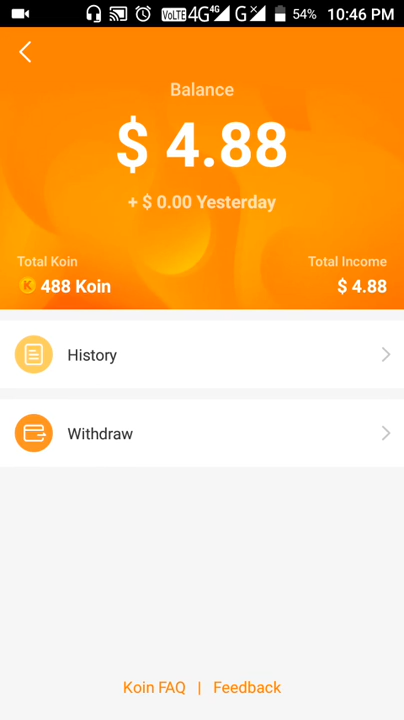 VoLTE 4G 4G G 54% 10:46 PM
Balance
$ 4.88
+ $ 0.00 Yesterday
Total Koin Total Income
K 488 Koin $ 4.88
History
Withdraw
Koin FAQ | Feedback